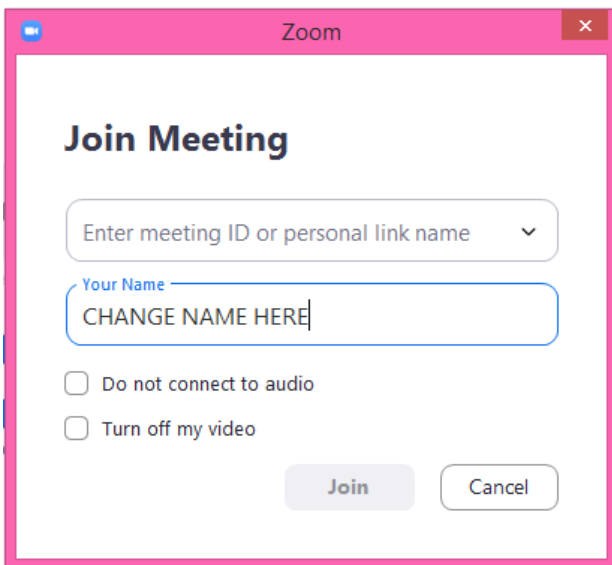 Zoom
Join Meeting
Enter meeting ID or personal link name
Your Name
CHANGE NAME HERE
Do not connect to audio
Turn off my video
Join Cancel